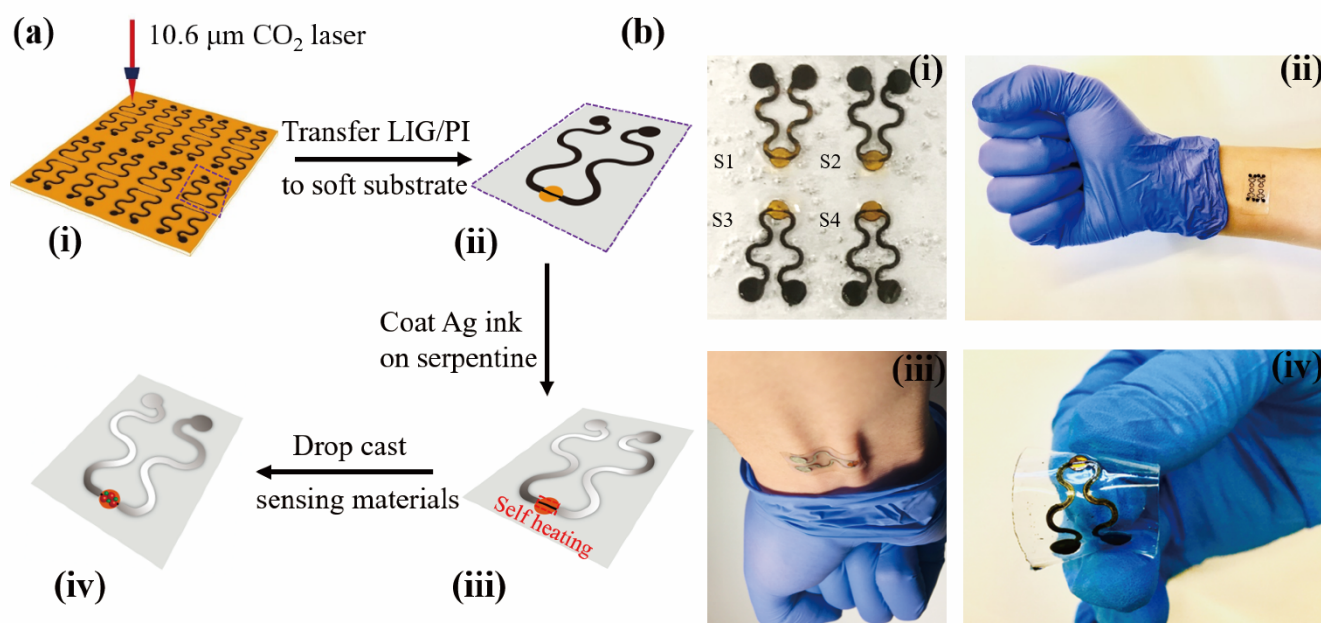 (a)
10.6 μm CO₂ laser
(i)
Transfer LIG/PI
to soft substrate
(ii)
Coat Ag ink
on serpentine
Self heating
(iii)
Drop cast
sensing materials
(iv)
(b)
(i)
S1
S2
S3
S4
(ii)
(iii)
(iv)